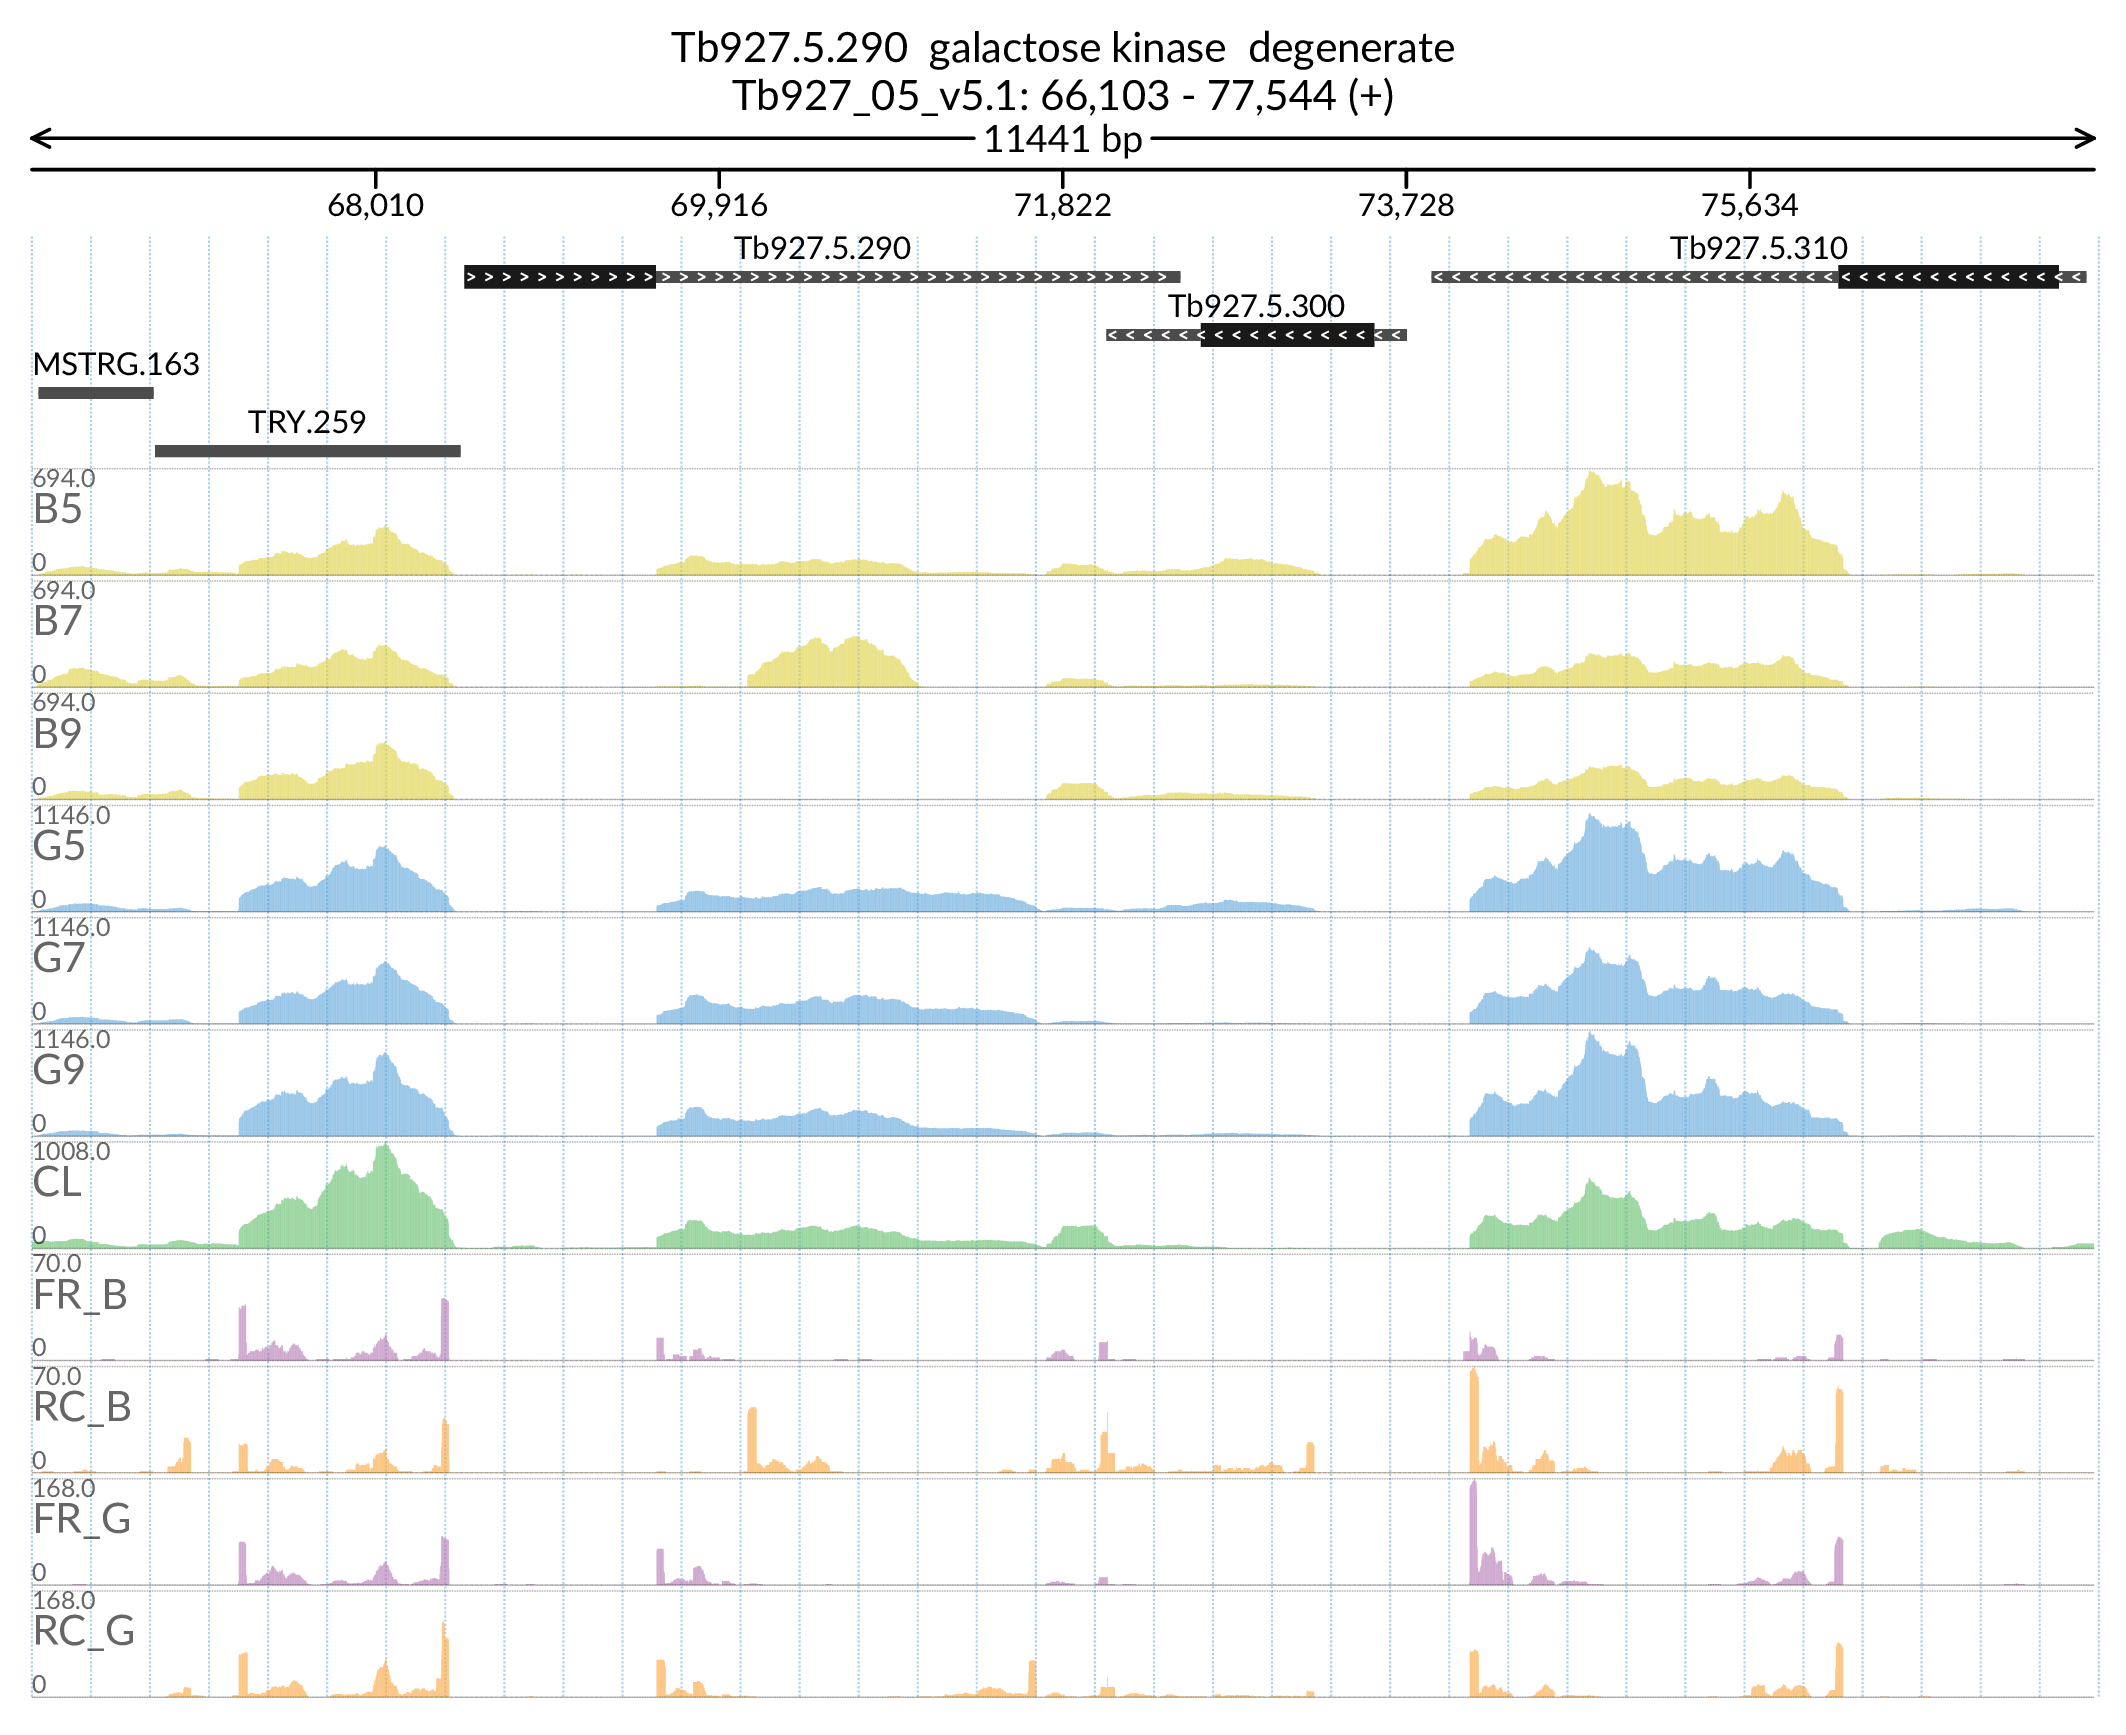 Tb927.5.290  galactose kinase  degenerate
Tb927_05_v5.1: 66,103 - 77,544 (+)
11441 bp
68,010 69,916 71,822 73,728 75,634
Tb927.5.290 Tb927.5.310
Tb927.5.300
MSTRG.163
TRY.259
694.0
B5
0
694.0
B7
0
694.0
B9
0
1146.0
G5
0
1146.0
G7
0
1146.0
G9
0
1008.0
CL
0
70.0
FR_B
0
70.0
RC_B
0
168.0
FR_G
0
168.0
RC_G
0